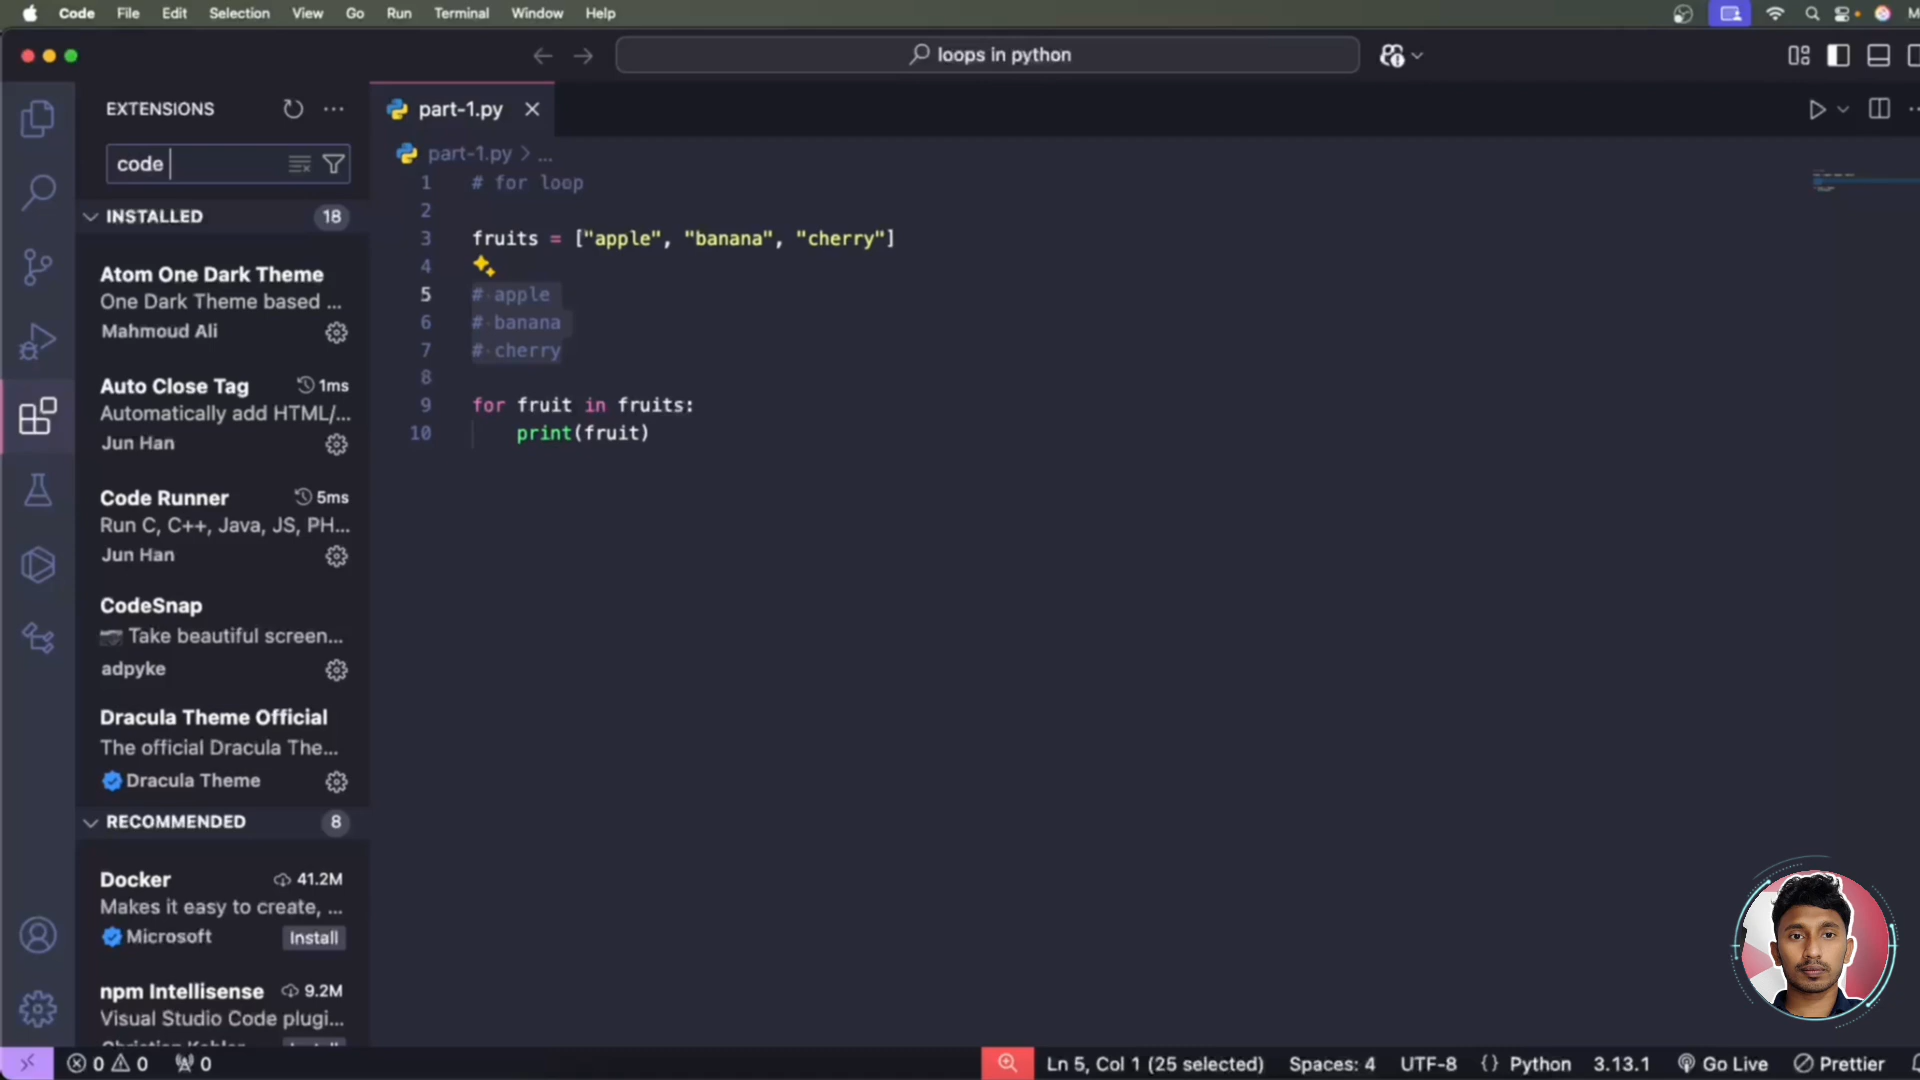 Code File Edit Selection View Go Run Terminal Window Help
loops in python
EXTENSIONS
code
INSTALLED 18
Atom One Dark Theme
One Dark Theme based ...
Mahmoud Ali
Auto Close Tag 1ms
Automatically add HTML/...
Jun Han
Code Runner 5ms
Run C, C++, Java, JS, PH...
Jun Han
CodeSnap
Take beautiful screen...
adpyke
Dracula Theme Official
The official Dracula The...
Dracula Theme
RECOMMENDED 8
Docker 41.2M
Makes it easy to create, ...
Microsoft Install
npm Intellisense 9.2M
Visual Studio Code plugi...
part-1.py
part-1.py > ...
1 # for loop
2
3 fruits = ["apple", "banana", "cherry"]
4
5 # apple
6 # banana
7 # cherry
8
9 for fruit in fruits:
10 print(fruit)
0 0 0
Ln 5, Col 1 (25 selected) Spaces: 4 UTF-8 {} Python 3.13.1 Go Live Prettier